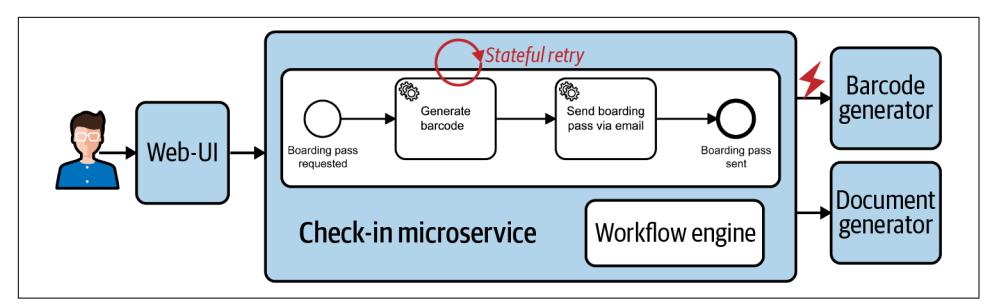 Stateful retry
Generate
barcode
Send boarding
pass via email
Boarding pass
requested
Boarding pass
sent
Web-UI
Check-in microservice
Workflow engine
Barcode
generator
Document
generator